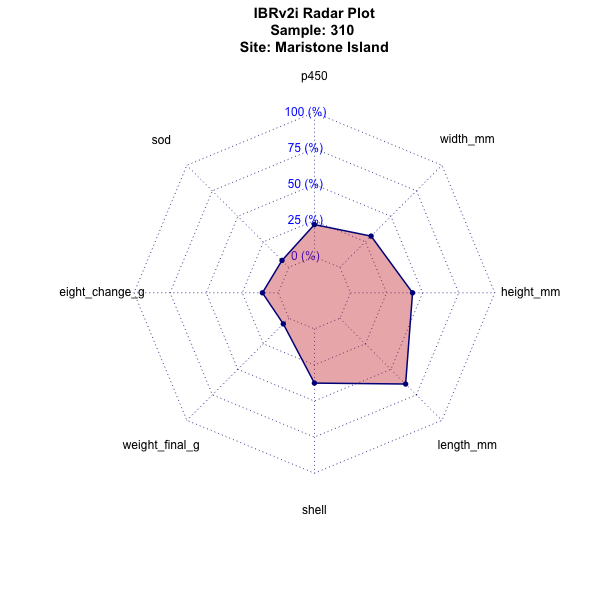 IBRv2i Radar Plot
Sample: 310
Site: Maristone Island
p450
100 (%)
sod
width_mm
75 (%)
50 (%)
25 (%)
0 (%)
eight_change_g
height_mm
weight_final_g
length_mm
shell